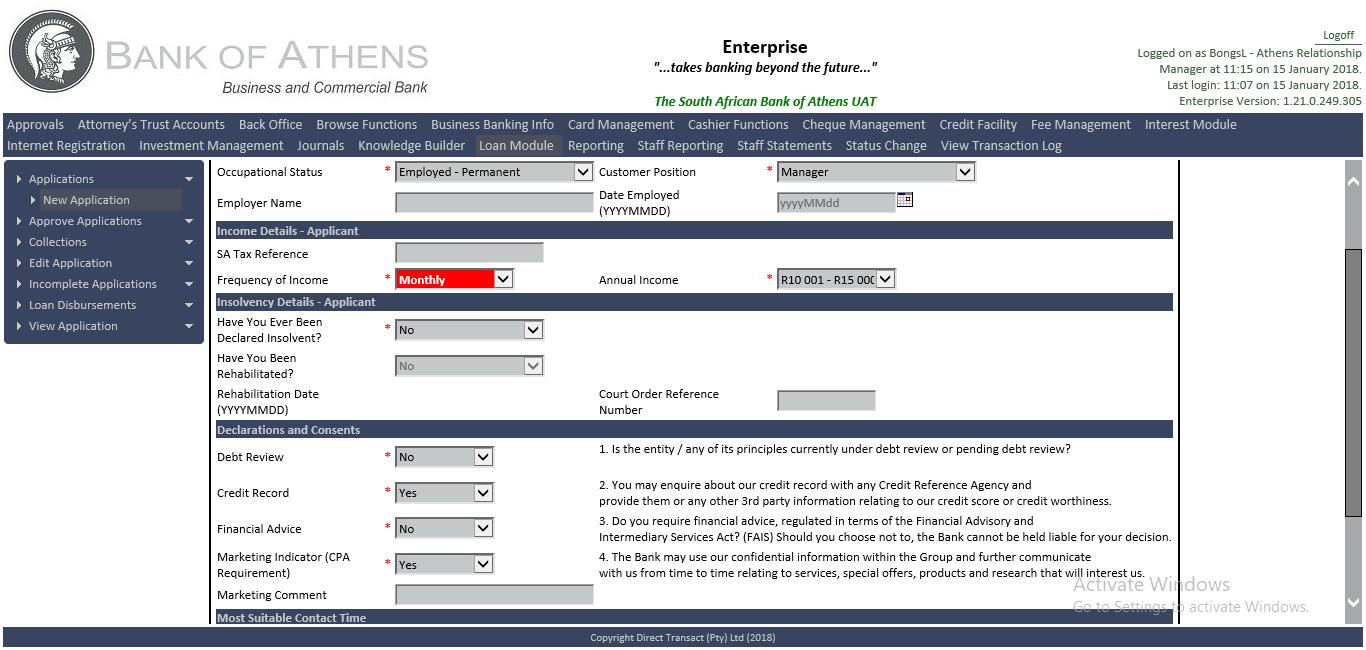 BANK OF ATHENS
Business and Commercial Bank
Enterprise
"...takes banking beyond the future..."
The South African Bank of Athens UAT
Logoff
Logged on as BongsL - Athens Relationship
Manager at 11:15 on 15 January 2018.
Last login: 11:07 on 15 January 2018.
Enterprise Version: 1.21.0.249.305
Approvals Attorney's Trust Accounts Back Office Browse Functions Business Banking Info Card Management Cashier Functions Cheque Management Credit Facility Fee Management Interest Module
Internet Registration Investment Management Journals Knowledge Builder Loan Module Reporting Staff Reporting Staff Statements Status Change View Transaction Log
Applications
New Application
Approve Applications
Collections
Edit Application
Incomplete Applications
Loan Disbursements
View Application
Occupational Status * Employed - Permanent Customer Position * Manager
Employer Name Date Employed
(YYYYMMDD) yyyyMMdd
Income Details - Applicant
SA Tax Reference
Frequency of Income * Monthly Annual Income * R10 001 - R15 000
Insolvency Details - Applicant
Have You Ever Been
Declared Insolvent? * No
Have You Been
Rehabilitated? No
Rehabilitation Date
(YYYYMMDD)
Court Order Reference
Number
Declarations and Consents
Debt Review * No 1. Is the entity / any of its principles currently under debt review or pending debt review?
Credit Record * Yes 2. You may enquire about our credit record with any Credit Reference Agency and
provide them or any other 3rd party information relating to our credit score or credit worthiness.
Financial Advice * No 3. Do you require financial advice, regulated in terms of the Financial Advisory and
Intermediary Services Act? (FAIS) Should you choose not to, the Bank cannot be held liable for your decision.
Marketing Indicator (CPA
Requirement) * Yes 4. The Bank may use our confidential information within the Group and further communicate
with us from time to time relating to services, special offers, products and research that will interest us.
Marketing Comment
Most Suitable Contact Time
Activate Windows
Go to Settings to activate Windows.
Copyright Direct Transact (Pty) Ltd (2018)